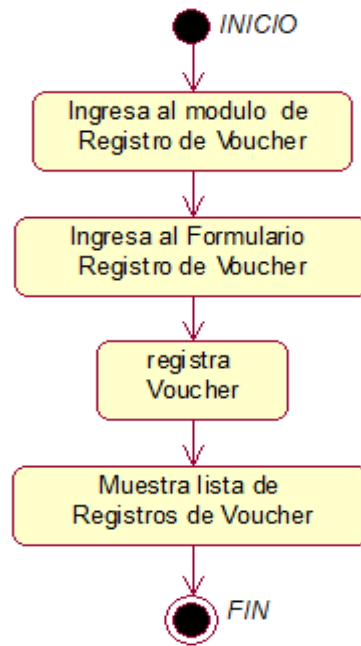 INICIO
Ingresa al modulo de
Registro de Voucher
Ingresa al Formulario
Registro de Voucher
registra
Voucher
Muestra lista de
Registros de Voucher
FIN